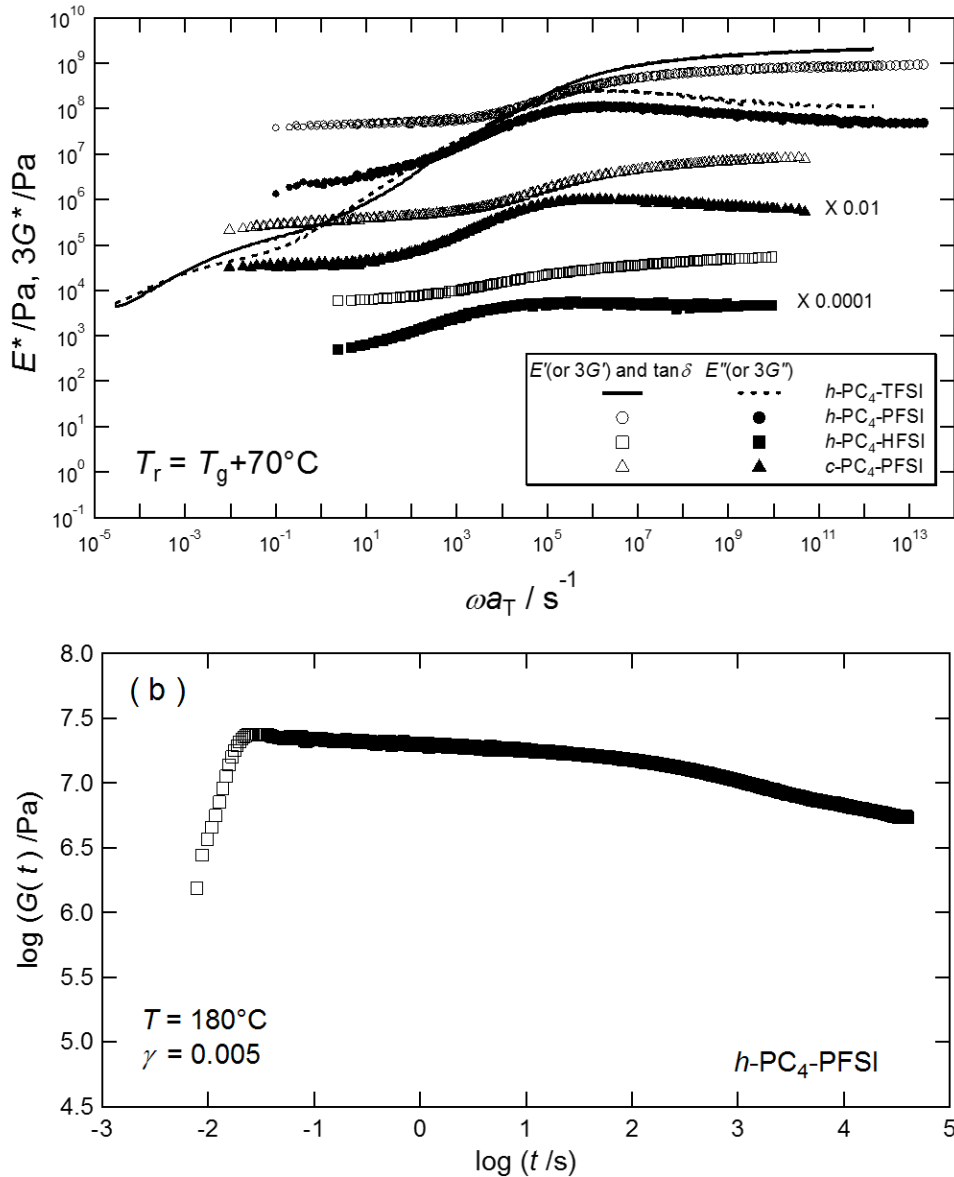 10^10
10^9
10^8
10^7
10^6
10^5
10^4
10^3
10^2
10^1
10^0
10^-1
E*/Pa, 3G*/Pa
X 0.01
X 0.0001
E'(or 3G') and tanδ E"(or 3G")
h-PC4-TFSI
h-PC4-PFSI
h-PC4-HFSI
c-PC4-PFSI
Tr = Tg+70°C
10^-5 10^-3 10^-1 10^1 10^3 10^5 10^7 10^9 10^11 10^13
ωaT / s^-1
8.0
7.5
7.0
6.5
6.0
5.5
5.0
4.5
log (G(t) /Pa)
(b)
T = 180°C
γ = 0.005
h-PC4-PFSI
-3 -2 -1 0 1 2 3 4 5
log (t /s)